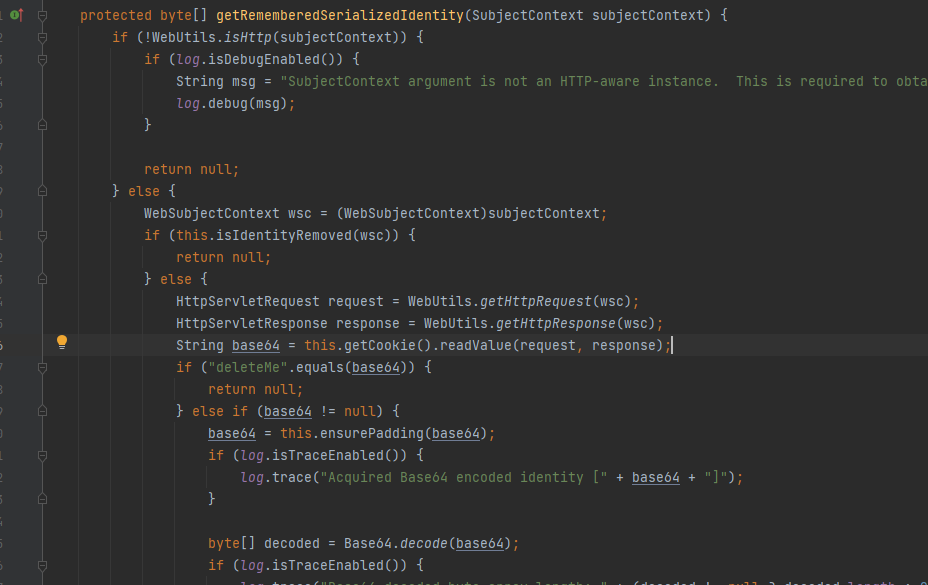 protected byte[] getRememberedSerializedIdentity(SubjectContext subjectContext) {
if (!WebUtils.isHttp(subjectContext)) {
if (log.isDebugEnabled()) {
String msg = "SubjectContext argument is not an HTTP-aware instance.  This is required to obta
log.debug(msg);
}
return null;
} else {
WebSubjectContext wsc = (WebSubjectContext)subjectContext;
if (this.isIdentityRemoved(wsc)) {
return null;
} else {
HttpServletRequest request = WebUtils.getHttpRequest(wsc);
HttpServletResponse response = WebUtils.getHttpResponse(wsc);
String base64 = this.getCookie().readValue(request, response);
if ("deleteMe".equals(base64)) {
return null;
} else if (base64 != null) {
base64 = this.ensurePadding(base64);
if (log.isTraceEnabled()) {
log.trace("Acquired Base64 encoded identity [" + base64 + "]");
}
byte[] decoded = Base64.decode(base64);
if (log.isTraceEnabled()) {